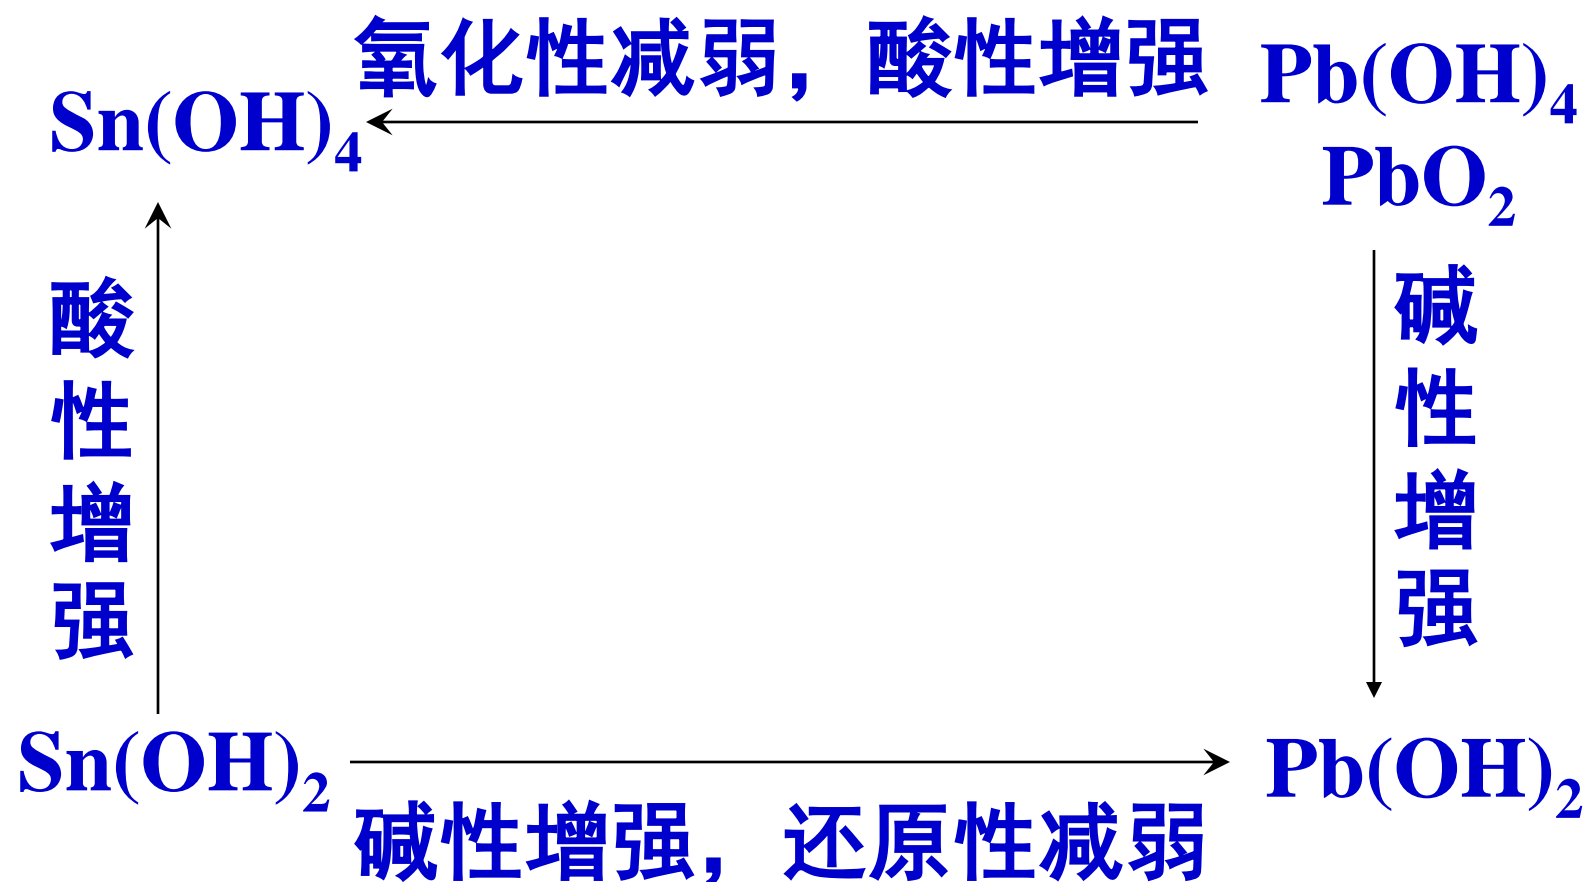 氧化性减弱，酸性增强
Sn(OH)₄
Pb(OH)₄
PbO₂
酸性增强
碱性增强
Sn(OH)₂
Pb(OH)₂
碱性增强，还原性减弱